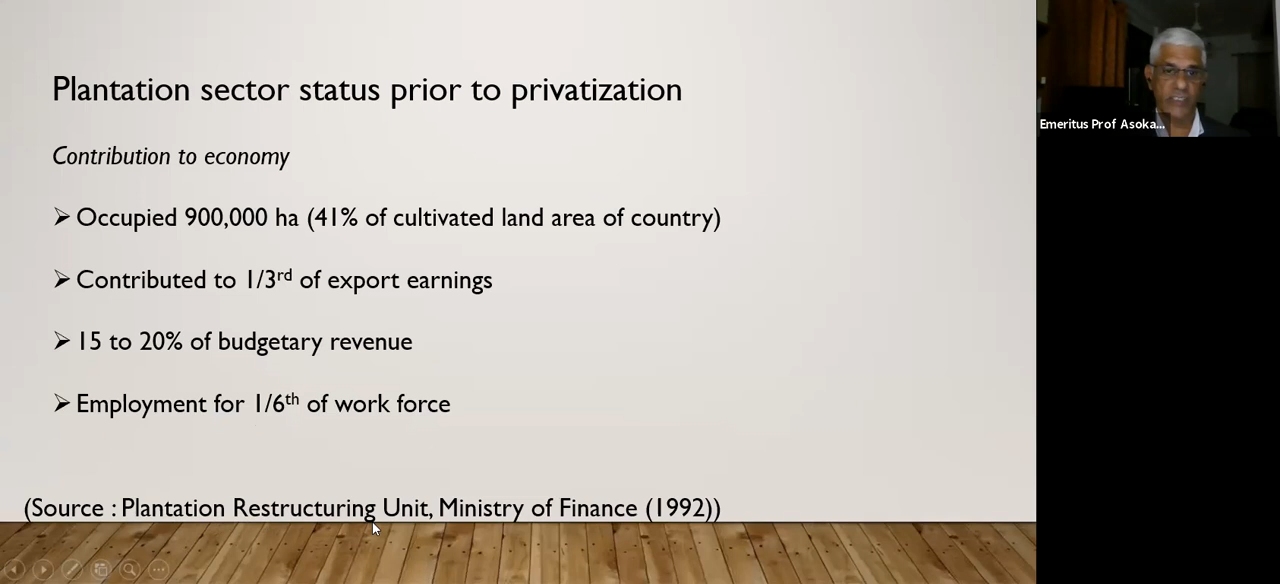 Plantation sector status prior to privatization
Contribution to economy
➢ Occupied 900,000 ha (41% of cultivated land area of country)
➢ Contributed to 1/3rd of export earnings
➢ 15 to 20% of budgetary revenue
➢ Employment for 1/6th of work force
(Source : Plantation Restructuring Unit, Ministry of Finance (1992))
Emeritus Prof Asoka...